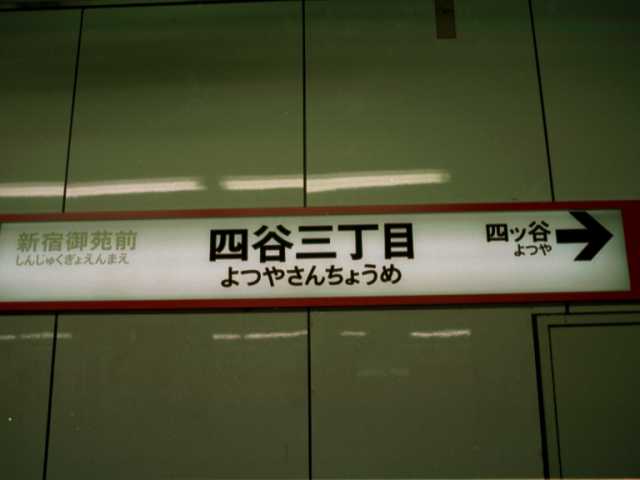 新宿御苑前
しんじゅくぎょえんまえ
四谷三丁目
よつやさんちょうめ
四ッ谷
よつや